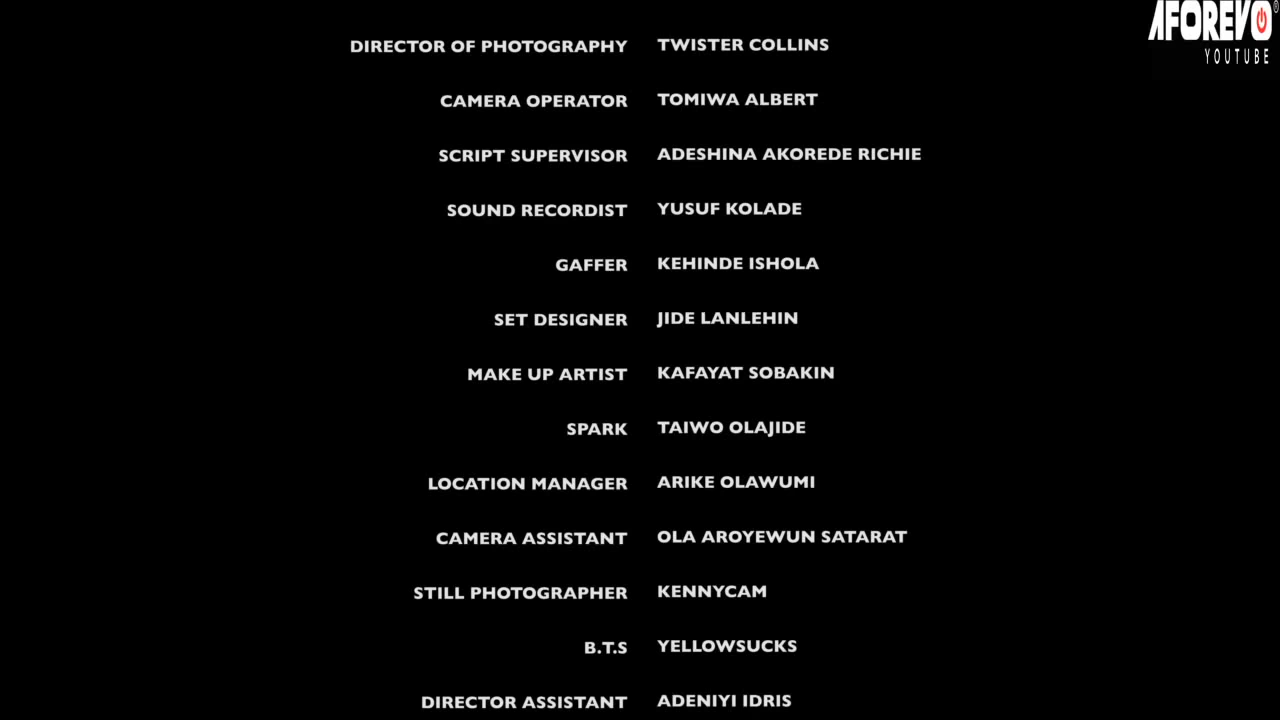 AFOREVO
YOUTUBE
DIRECTOR OF PHOTOGRAPHY TWISTER COLLINS
CAMERA OPERATOR TOMIWA ALBERT
SCRIPT SUPERVISOR ADESHINA AKOREDE RICHIE
SOUND RECORDIST YUSUF KOLADE
GAFFER KEHINDE ISHOLA
SET DESIGNER JIDE LANLEHIN
MAKE UP ARTIST KAFAYAT SOBAKIN
SPARK TAIWO OLAJIDE
LOCATION MANAGER ARIKE OLAWUMI
CAMERA ASSISTANT OLA AROYEWUN SATARAT
STILL PHOTOGRAPHER KENNYCAM
B.T.S YELLOWSUCKS
DIRECTOR ASSISTANT ADENIYI IDRIS